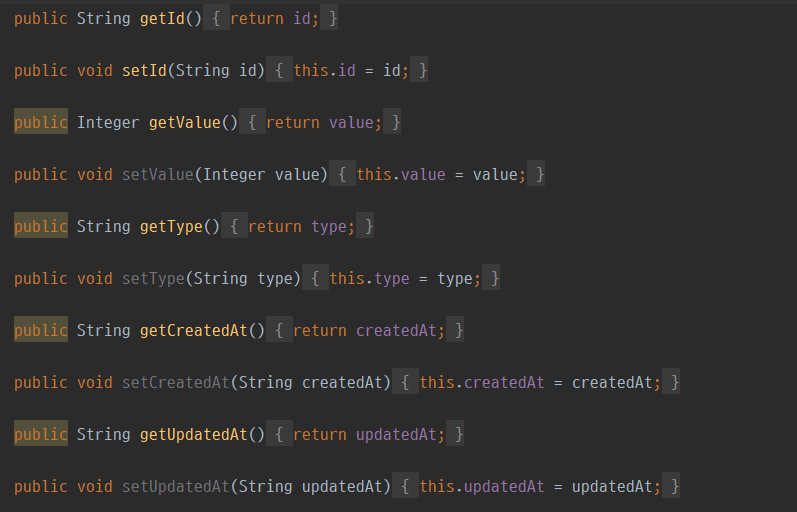 public String getId() { return id; }
public void setId(String id) { this.id = id; }
public Integer getValue() { return value; }
public void setValue(Integer value) { this.value = value; }
public String getType() { return type; }
public void setType(String type) { this.type = type; }
public String getCreatedAt() { return createdAt; }
public void setCreatedAt(String createdAt) { this.createdAt = createdAt; }
public String getUpdatedAt() { return updatedAt; }
public void setUpdatedAt(String updatedAt) { this.updatedAt = updatedAt; }